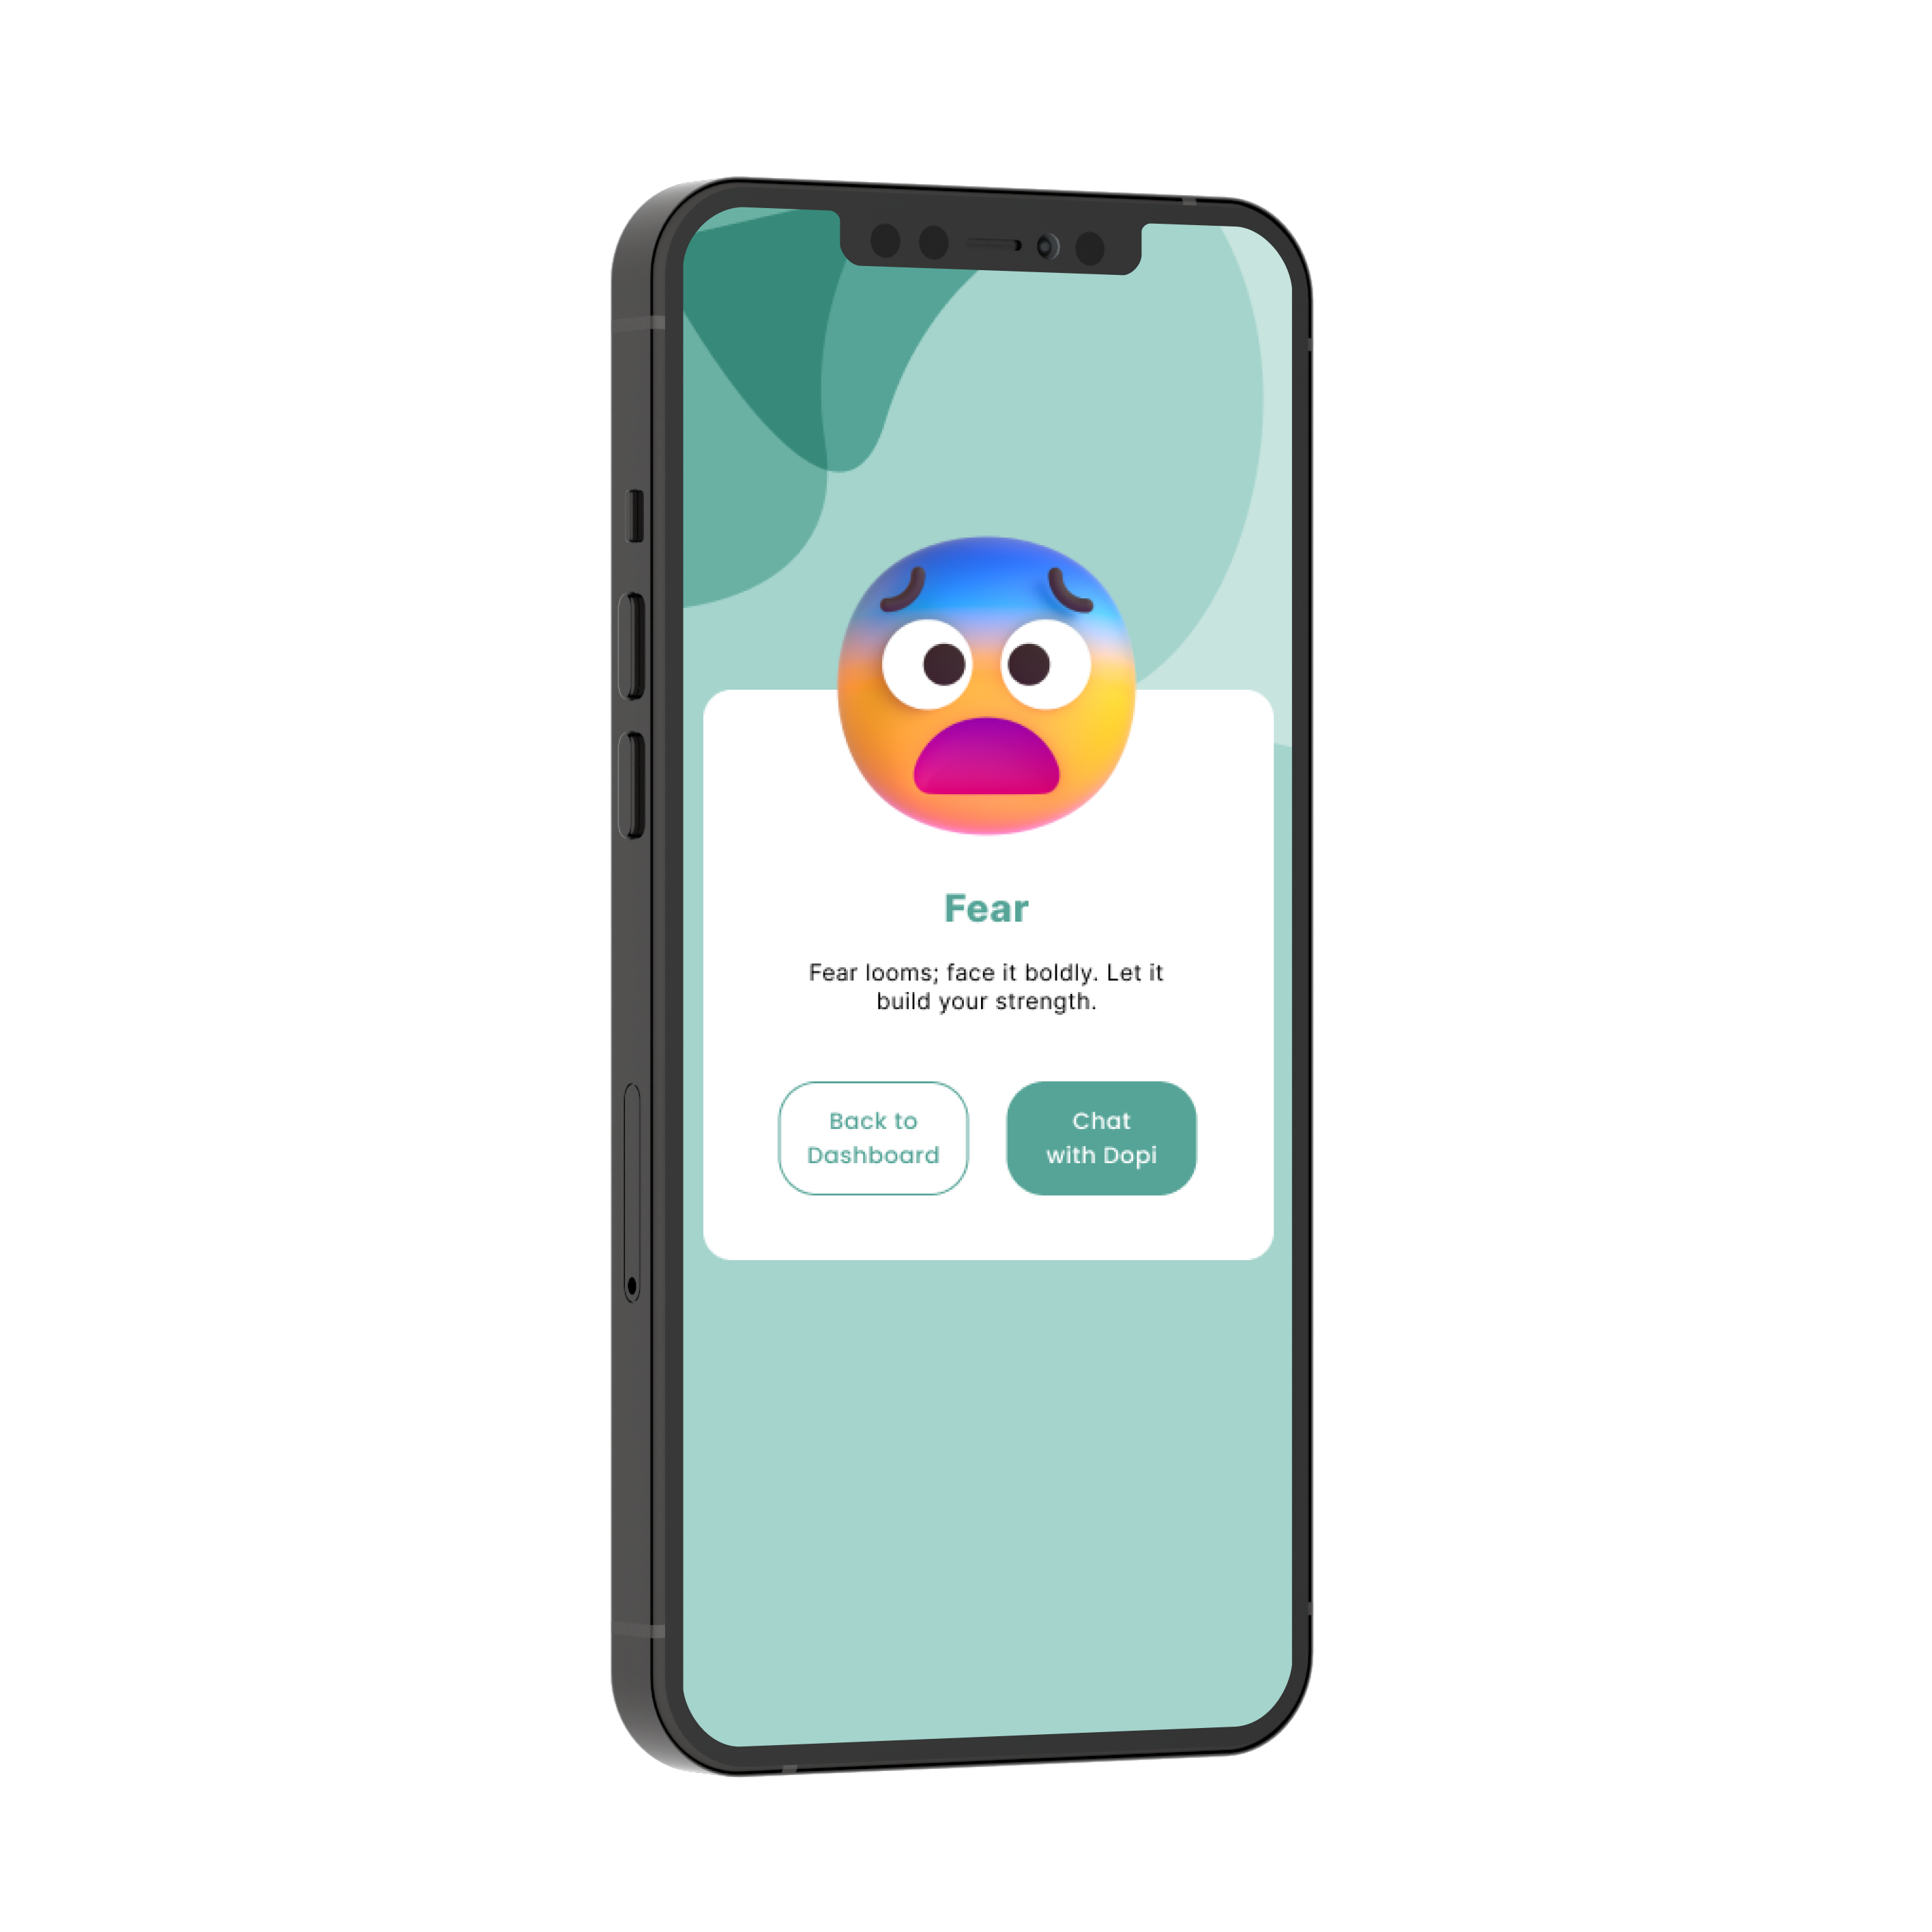 Fear
Fear looms; face it boldly. Let it
build your strength.
Back to
Dashboard
Chat
with Dopi